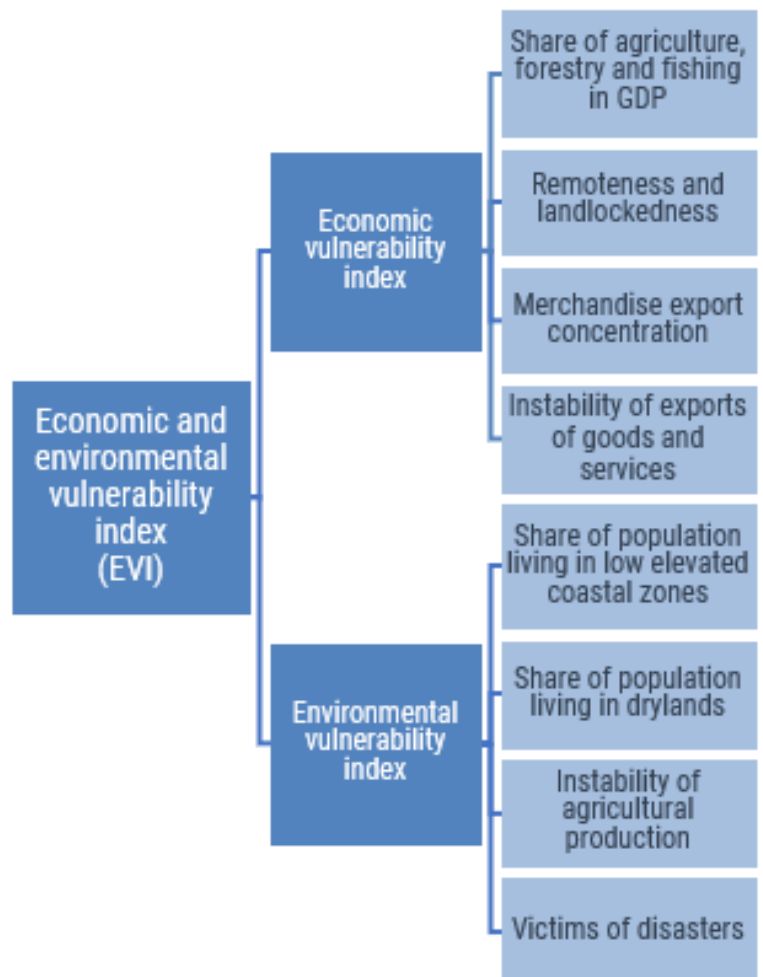 Economic and
environmental
vulnerability
index
(EVI)
Economic
vulnerability
index
Share of agriculture,
forestry and fishing
in GDP
Remoteness and
landlockedness
Merchandise export
concentration
Instability of exports
of goods and
services
Environmental
vulnerability
index
Share of population
living in low elevated
coastal zones
Share of population
living in drylands
Instability of
agricultural
production
Victims of disasters